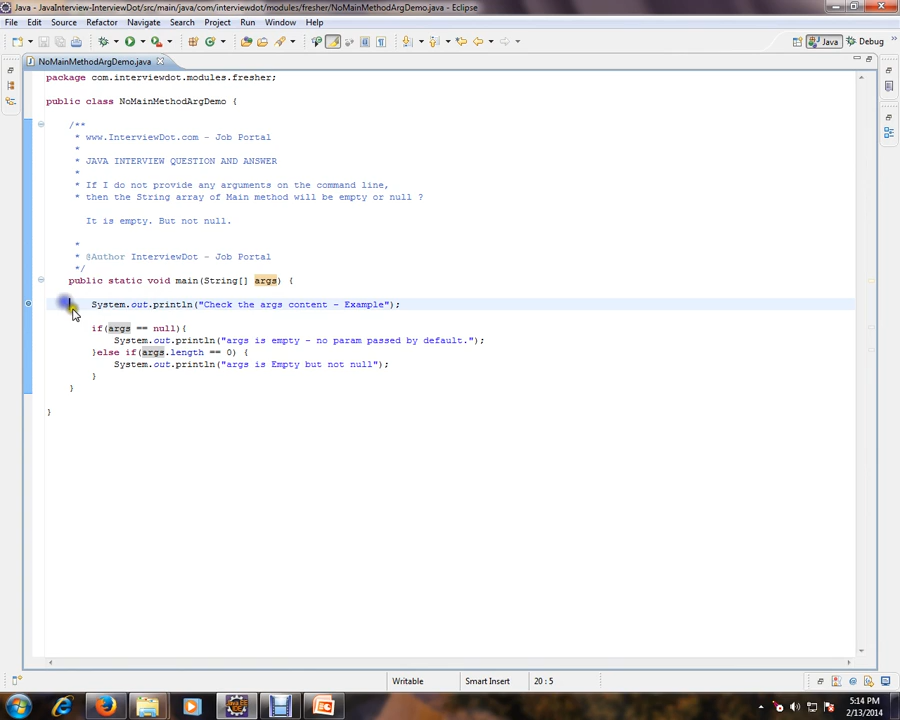 Java - JavaInterview-InterviewDot/src/main/java/com/interviewdot/modules/fresher/NoMainMethodArgDemo.java - Eclipse
File Edit Source Refactor Navigate Search Project Run Window Help
Java Debug
NoMainMethodArgDemo.java
package com.interviewdot.modules.fresher;
public class NoMainMethodArgDemo {
/**
* www.InterviewDot.com - Job Portal
*
* JAVA INTERVIEW QUESTION AND ANSWER
*
* If I do not provide any arguments on the command line,
* then the String array of Main method will be empty or null ?
It is empty. But not null.
*
* @Author InterviewDot - Job Portal
*/
public static void main(String[] args) {
System.out.println("Check the args content - Example");
if(args == null){
System.out.println("args is empty - no param passed by default.");
}else if(args.length == 0) {
System.out.println("args is Empty but not null");
}
}
}
Writable Smart Insert 20 : 5
5:14 PM
2/13/2014